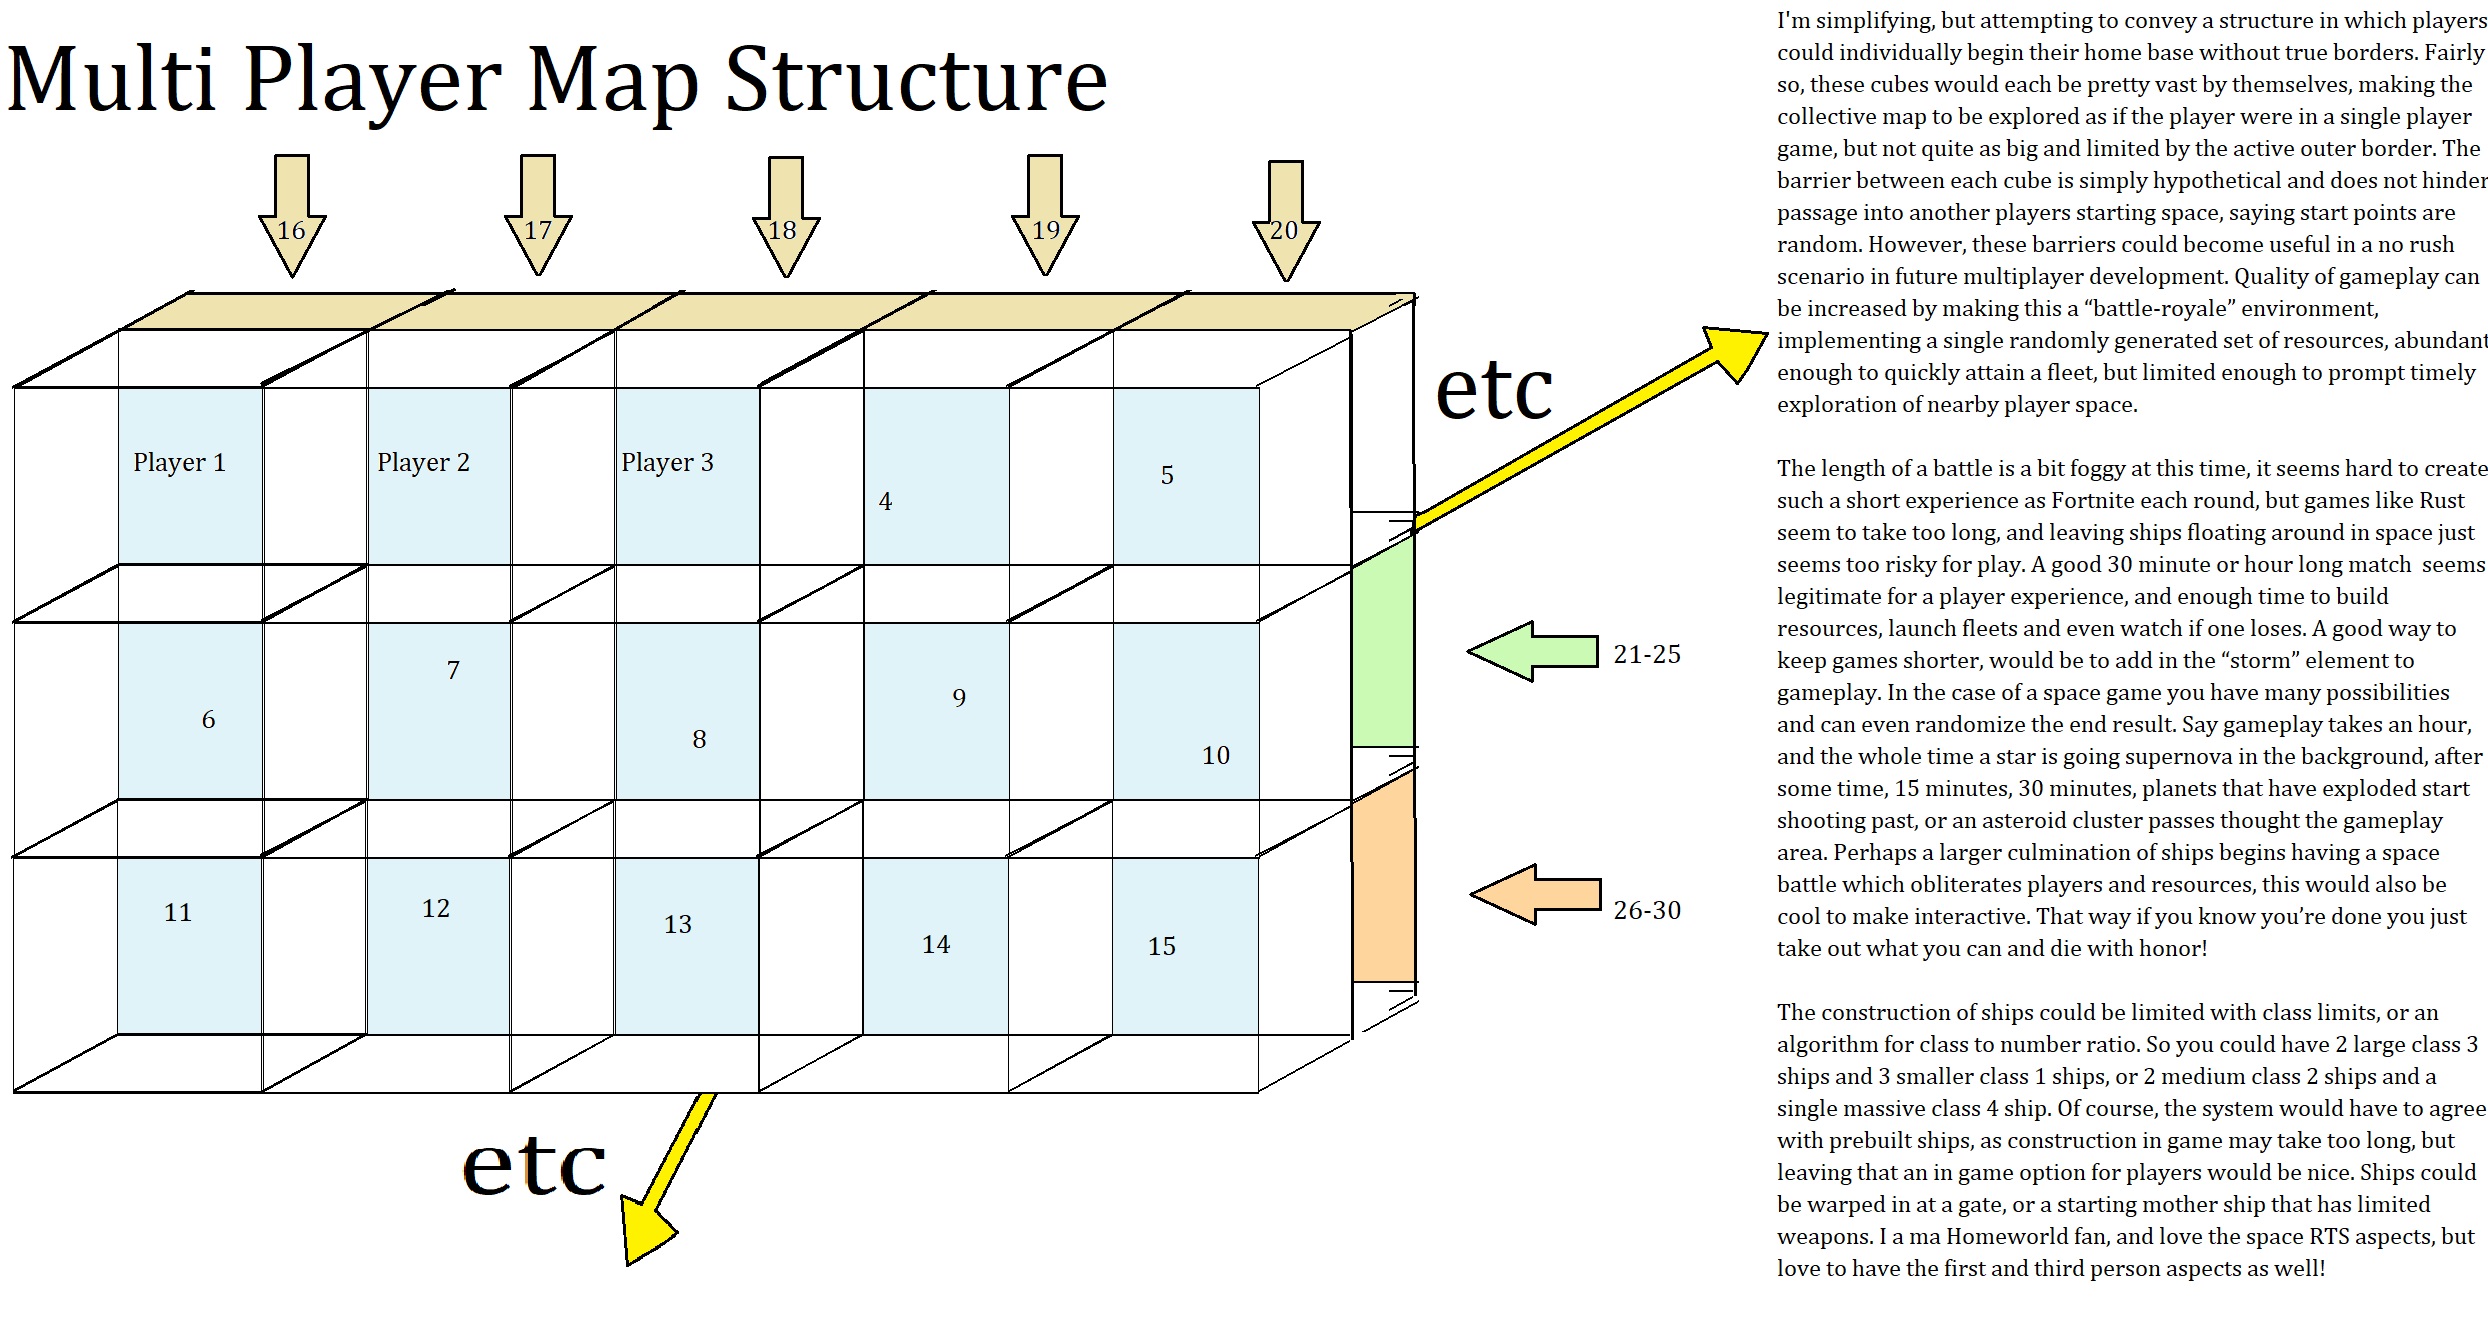 Multi Player Map Structure
16
17
18
19
20
Player 1
Player 2
Player 3
4
5
etc
6
7
8
9
10
21-25
11
12
13
14
15
26-30
etc
I'm simplifying, but attempting to convey a structure in which players
could individually begin their home base without true borders. Fairly
so, these cubes would each be pretty vast by themselves, making the
collective map to be explored as if the player were in a single player
game, but not quite as big and limited by the active outer border. The
barrier between each cube is simply hypothetical and does not hinder
passage into another players starting space, saying start points are
random. However, these barriers could become useful in a no rush
scenario in future multiplayer development. Quality of gameplay can
be increased by making this a “battle-royale” environment,
implementing a single randomly generated set of resources, abundant
enough to quickly attain a fleet, but limited enough to prompt timely
exploration of nearby player space.
The length of a battle is a bit foggy at this time, it seems hard to create
such a short experience as Fortnite each round, but games like Rust
seem to take too long, and leaving ships floating around in space just
seems too risky for play. A good 30 minute or hour long match seems
legitimate for a player experience, and enough time to build
resources, launch fleets and even watch if one loses. A good way to
keep games shorter, would be to add in the “storm” element to
gameplay. In the case of a space game you have many possibilities
and can even randomize the end result. Say gameplay takes an hour,
and the whole time a star is going supernova in the background, after
some time, 15 minutes, 30 minutes, planets that have exploded start
shooting past, or an asteroid cluster passes thought the gameplay
area. Perhaps a larger culmination of ships begins having a space
battle which obliterates players and resources, this would also be
cool to make interactive. That way if you know you’re done you just
take out what you can and die with honor!
The construction of ships could be limited with class limits, or an
algorithm for class to number ratio. So you could have 2 large class 3
ships and 3 smaller class 1 ships, or 2 medium class 2 ships and a
single massive class 4 ship. Of course, the system would have to agree
with prebuilt ships, as construction in game may take too long, but
leaving that an in game option for players would be nice. Ships could
be warped in at a gate, or a starting mother ship that has limited
weapons. I a ma Homeworld fan, and love the space RTS aspects, but
love to have the first and third person aspects as well!